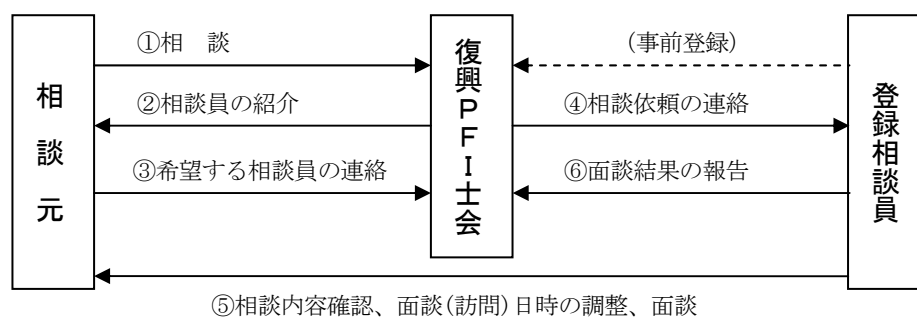 ①相　談
(事前登録)
相談元
復興ＰＦＩ士会
登録相談員
②相談員の紹介
④相談依頼の連絡
③希望する相談員の連絡
⑥面談結果の報告
⑤相談内容確認、面談(訪問)日時の調整、面談